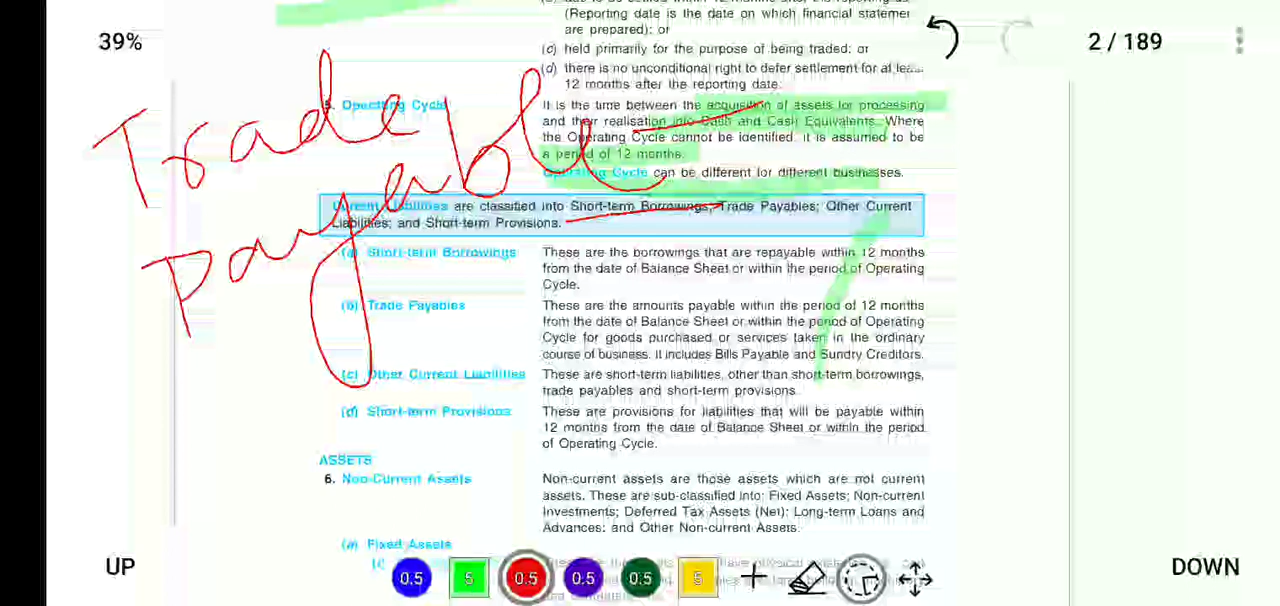 39%
2 / 189
(Reporting date is the date on which financial
are prepared): or
(c) held primarily for the purpose of being traded: or
(d) there is no unconditional right to defer settlement for at
12 months after the reporting date.
Operating Cycle
It is the time between the acquisition of assets for processing
and their realisation into Cash and Cash Equivalents. Where
the Operating Cycle cannot be identified. it is assumed to be
a period of 12 months.
Operating Cycle can be different for different businesses.
Trade
Payable
Current Liabilities are classified into Short-term Borrowings; Trade Payables; Other Current
Liabilities; and Short-term Provisions.
(a) Short-term Borrowings
These are the borrowings that are repayable within 12 months
from the date of Balance Sheet or within the period of Operating
Cycle.
(b) Trade Payables
These are the amounts payable within the period of 12 months
from the date of Balance Sheet or within the period of Operating
Cycle for goods purchased or services taken in the ordinary
course of business. It includes Bills Payable and Sundry Creditors.
(c) Other Current Liabilities
These are short-term liabilities, other than short-term borrowings,
trade payables and short-term provisions.
(d) Short-term Provisions
These are provisions for liabilities that will be payable within
12 months from the date of Balance Sheet or within the period
of Operating Cycle.
ASSETS
6. Non-Current Assets
Non-current assets are those assets which are not current
assets. These are sub-classified into: Fixed Assets; Non-current
Investments; Deferred Tax Assets (Net); Long-term Loans and
Advances: and Other Non-current Assets.
(a) Fixed Assets
UP
0.5
5
0.5
0.5
0.5
5
DOWN